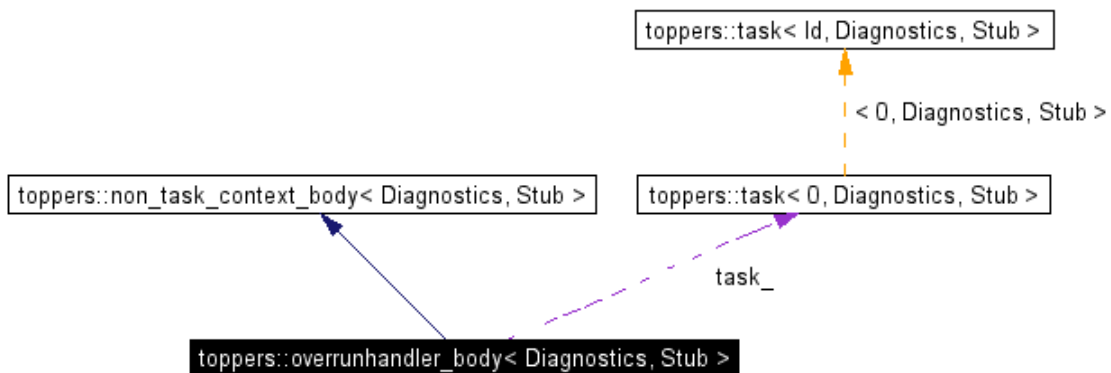 toppers::task< Id, Diagnostics, Stub >
< 0, Diagnostics, Stub >
toppers::non_task_context_body< Diagnostics, Stub >
toppers::task< 0, Diagnostics, Stub >
task_
toppers::overrunhandler_body< Diagnostics, Stub >